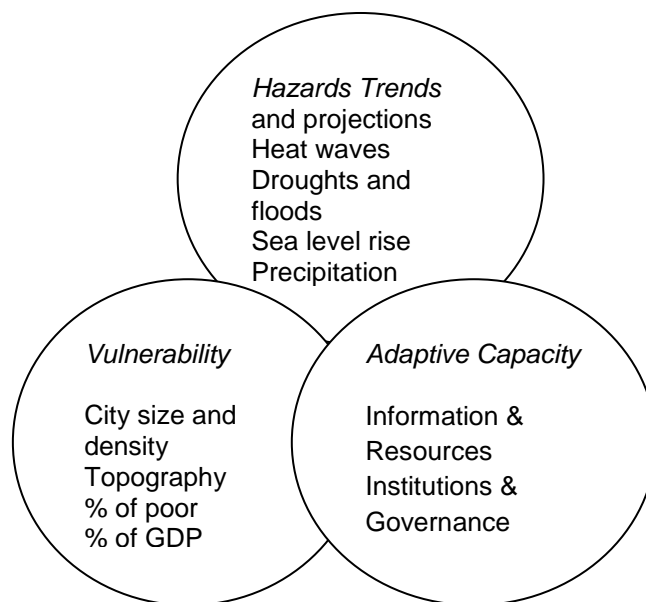 Hazards Trends
and projections
Heat waves
Droughts and
floods
Sea level rise
Precipitation
Vulnerability
City size and
density
Topography
% of poor
% of GDP
Adaptive Capacity
Information &
Resources
Institutions &
Governance